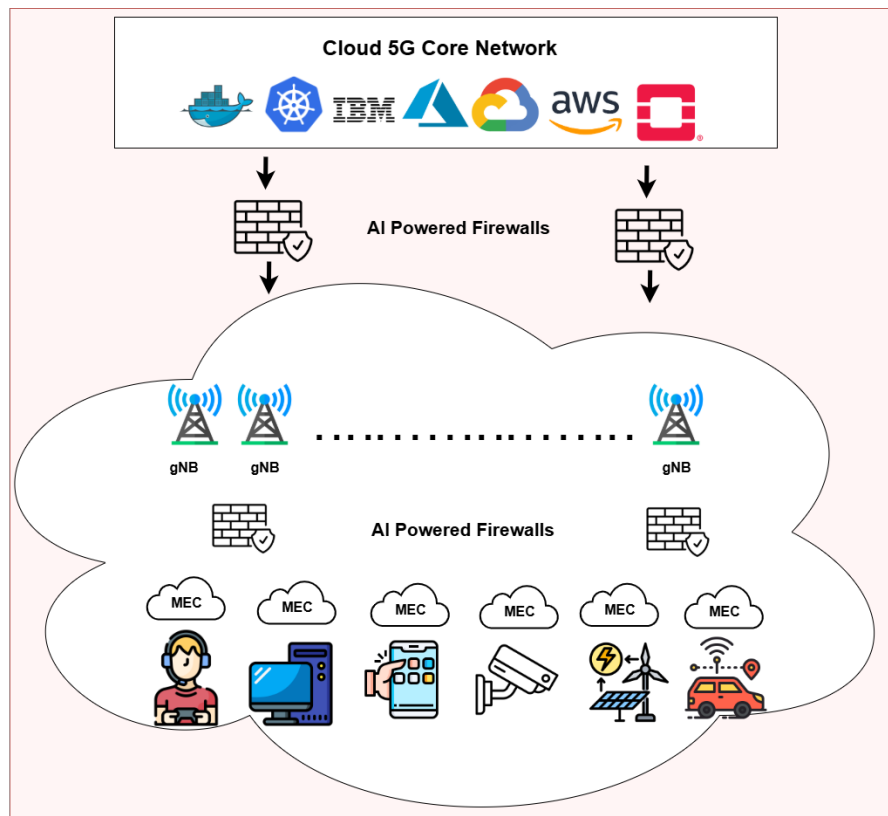 Cloud 5G Core Network
IBM
aws
®
AI Powered Firewalls
gNB
gNB
gNB
AI Powered Firewalls
MEC
MEC
MEC
MEC
MEC
MEC